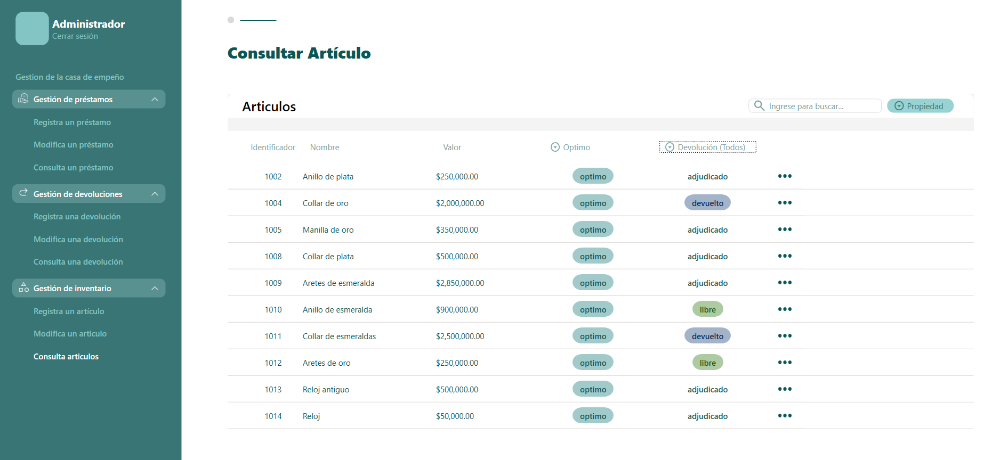 Administrador
Cerrar sesión
Gestion de la casa de empeño
Gestión de préstamos
Registra un préstamo
Modifica un préstamo
Consulta un préstamo
Gestión de devoluciones
Registra una devolución
Modifica una devolución
Consulta una devolución
Gestión de inventario
Registra un artículo
Modifica un articulo
Consulta articulos
Consultar Artículo
Articulos Ingrese para buscar... Propiedad
Identificador Nombre Valor Optimo Devolución (Todos)
1002 Anillo de plata $250,000.00 optimo adjudicado
1004 Collar de oro $2,000,000.00 optimo devuelto
1005 Manilla de oro $350,000.00 optimo adjudicado
1008 Collar de plata $500,000.00 optimo adjudicado
1009 Aretes de esmeralda $2,850,000.00 optimo adjudicado
1010 Anillo de esmeralda $900,000.00 optimo libre
1011 Collar de esmeraldas $2,500,000.00 optimo devuelto
1012 Aretes de oro $250,000.00 optimo libre
1013 Reloj antiguo $500,000.00 optimo adjudicado
1014 Reloj $50,000.00 optimo adjudicado